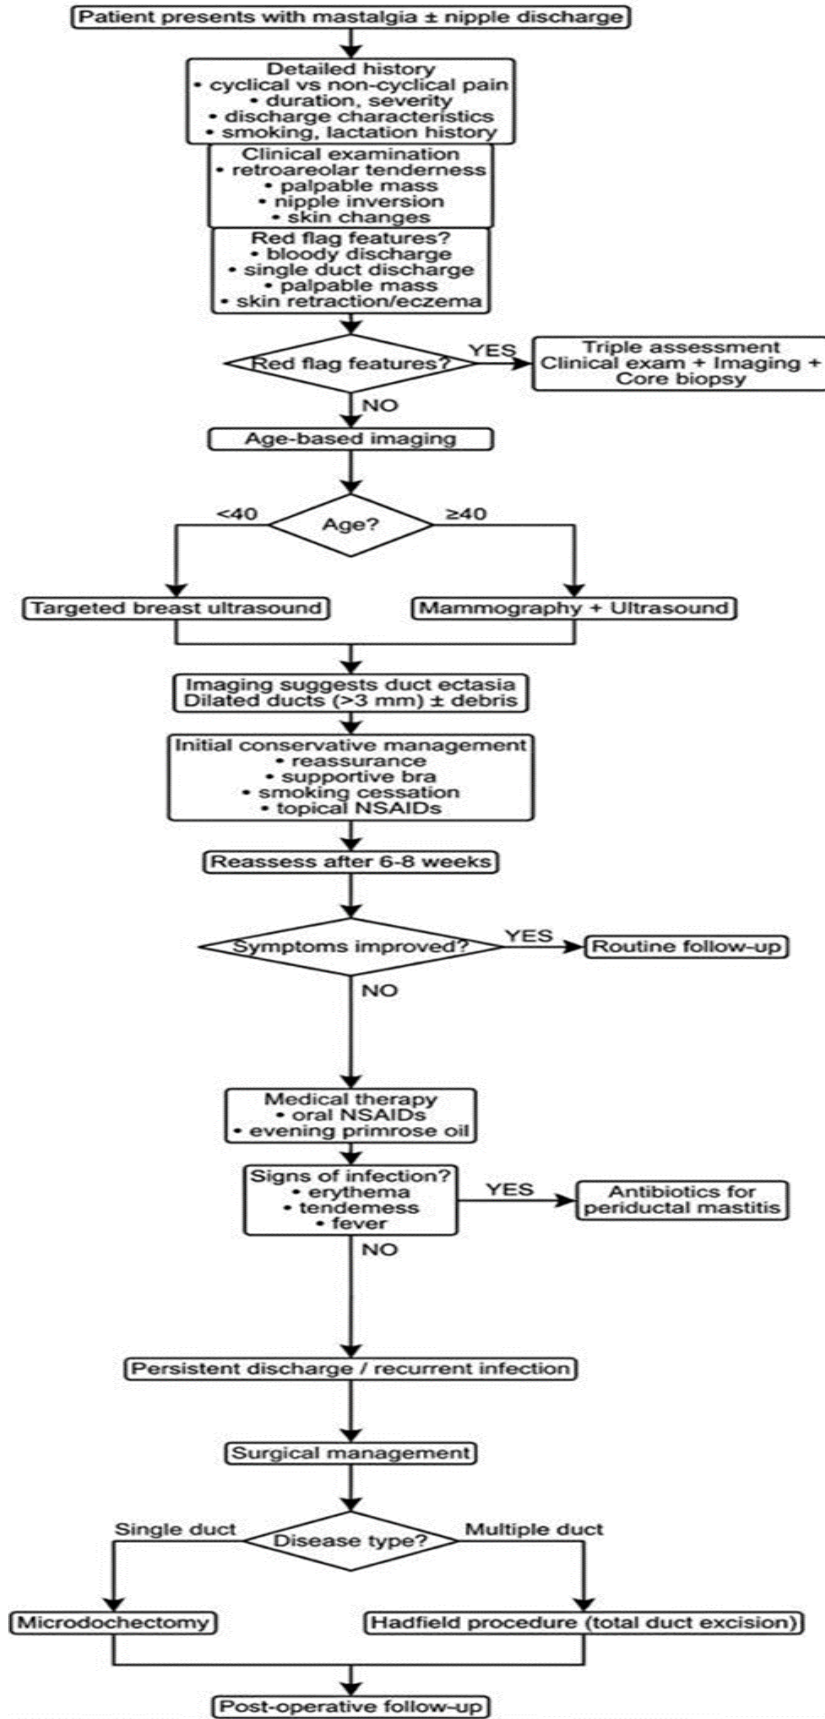 Patient presents with mastalgia ± nipple discharge
Detailed history
• cyclical vs non-cyclical pain
• duration, severity
• discharge characteristics
• smoking, lactation history
Clinical examination
• retroareolar tenderness
• palpable mass
• nipple inversion
• skin changes
Red flag features?
• bloody discharge
• single duct discharge
• palpable mass
• skin retraction/eczema
Red flag features?
YES
Triple assessment
Clinical exam + Imaging +
Core biopsy
NO
Age-based imaging
<40
Age?
≥40
Targeted breast ultrasound
Mammography + Ultrasound
Imaging suggests duct ectasia
Dilated ducts (>3 mm) ± debris
Initial conservative management
• reassurance
• supportive bra
• smoking cessation
• topical NSAIDs
Reassess after 6-8 weeks
Symptoms improved?
YES
Routine follow-up
NO
Medical therapy
• oral NSAIDs
• evening primrose oil
Signs of infection?
• erythema
• tendemess
• fever
YES
Antibiotics for
periductal mastitis
NO
Persistent discharge / recurrent infection
Surgical management
Single duct
Disease type?
Multiple duct
Microdochectomy
Hadfield procedure (total duct excision)
Post-operative follow-up